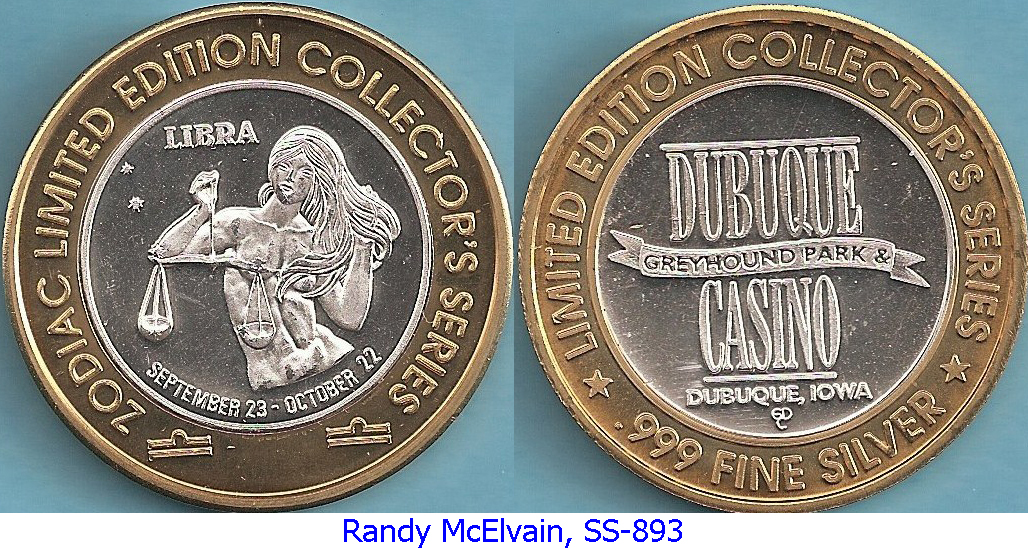 ZODIAC LIMITED EDITION COLLECTOR'S SERIES
LIBRA
SEPTEMBER 23 - OCTOBER 22
LIMITED EDITION COLLECTOR'S SERIES
DUBUQUE
GREYHOUND PARK &
CASINO
DUBUQUE, IOWA
GDC
.999 FINE SILVER
Randy McElvain, SS-893